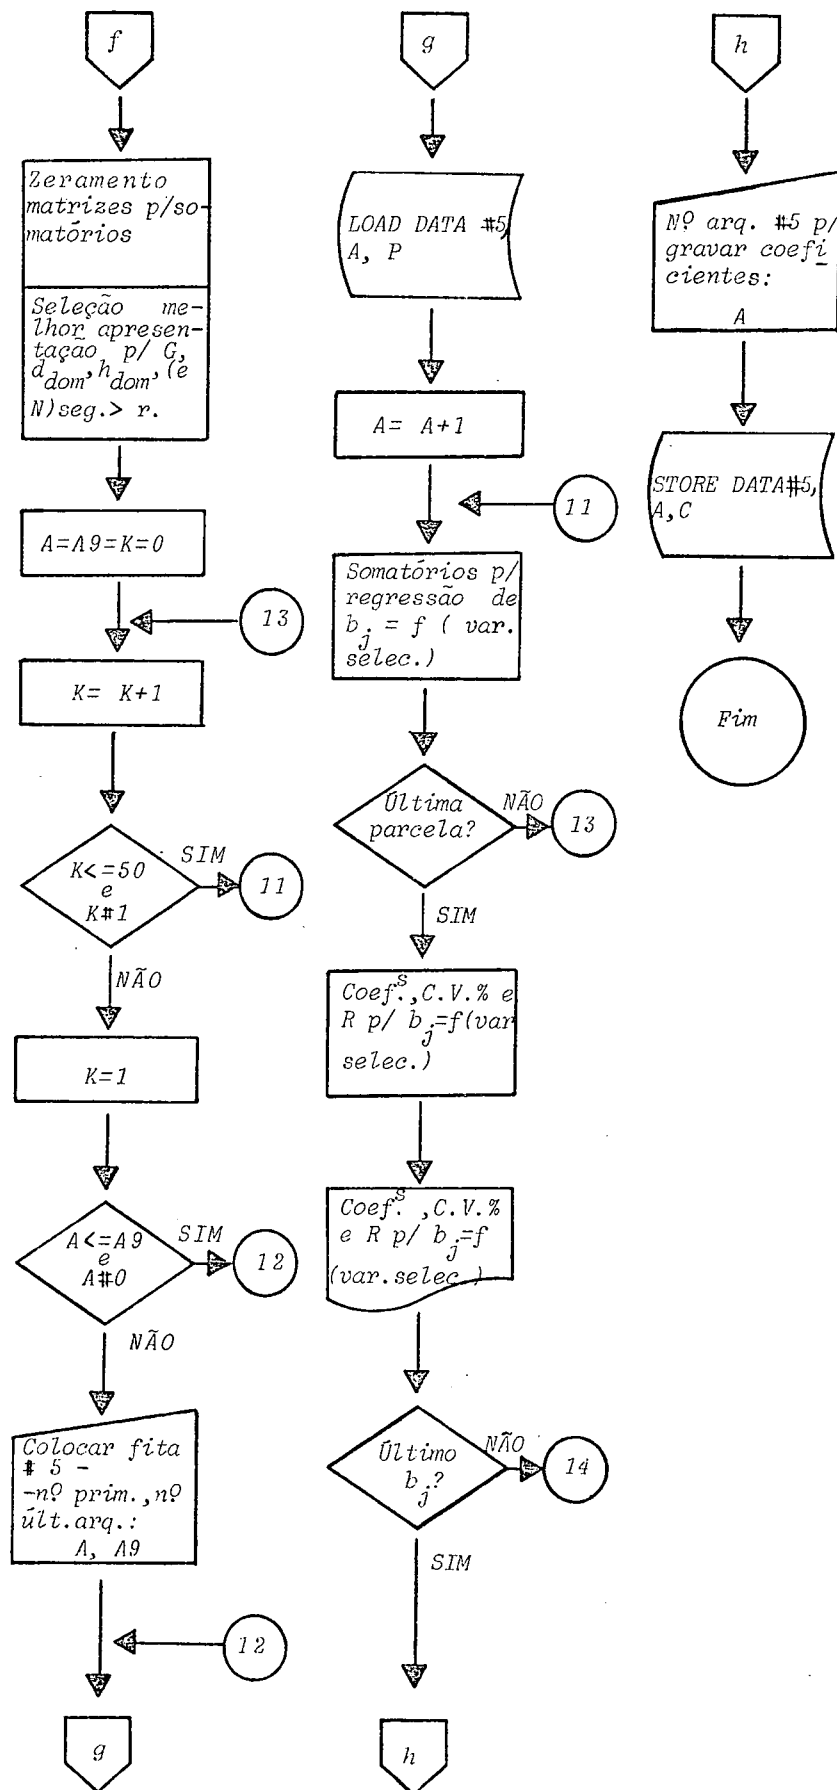 f
Zeramento
matrizes p/so-
matórios
Seleção me-
lhor apresen-
tação p/ G,
d dom, h dom, (e
N)seg.> r.
A=A9=K=0
13
K= K+1
K<=50
e
K#1
SIM
11
NÃO
K=1
A<=A9
e
A#0
SIM
12
NÃO
Colocar fita
# 5 -
-nº prim.,nº
últ.arq.:
A, A9
12
g
g
LOAD DATA #5,
A, P
A= A+1
11
Somatórios p/
regressão de
b j = f ( var.
selec.)
Última
parcela?
NÃO
13
SIM
Coef.s,C.V.% e
R p/ b j=f(var
selec.)
Coef.s ,C.V.%
e R p/ b j=f
(var.selec.)
Último
b j?
NÃO
14
SIM
h
h
Nº arq. #5 p/
gravar coefi
cientes:
A
STORE DATA#5,
A,C
Fim